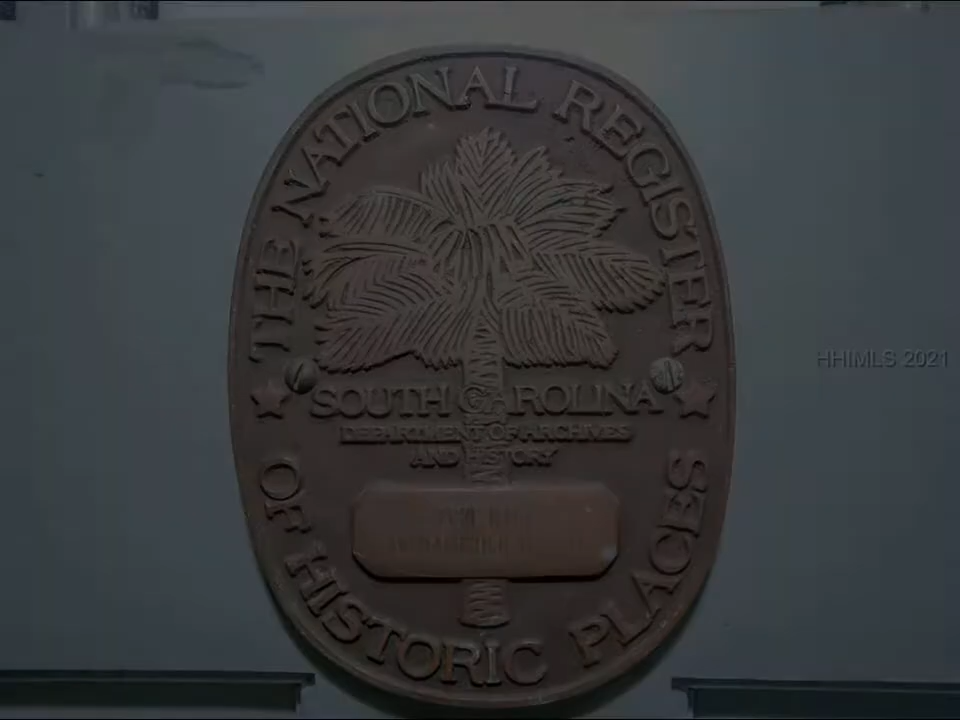 THE NATIONAL REGISTER
SOUTH CAROLINA
DEPARTMENT OF ARCHIVES
AND HISTORY
OF HISTORIC PLACES
HHIMLS 2021